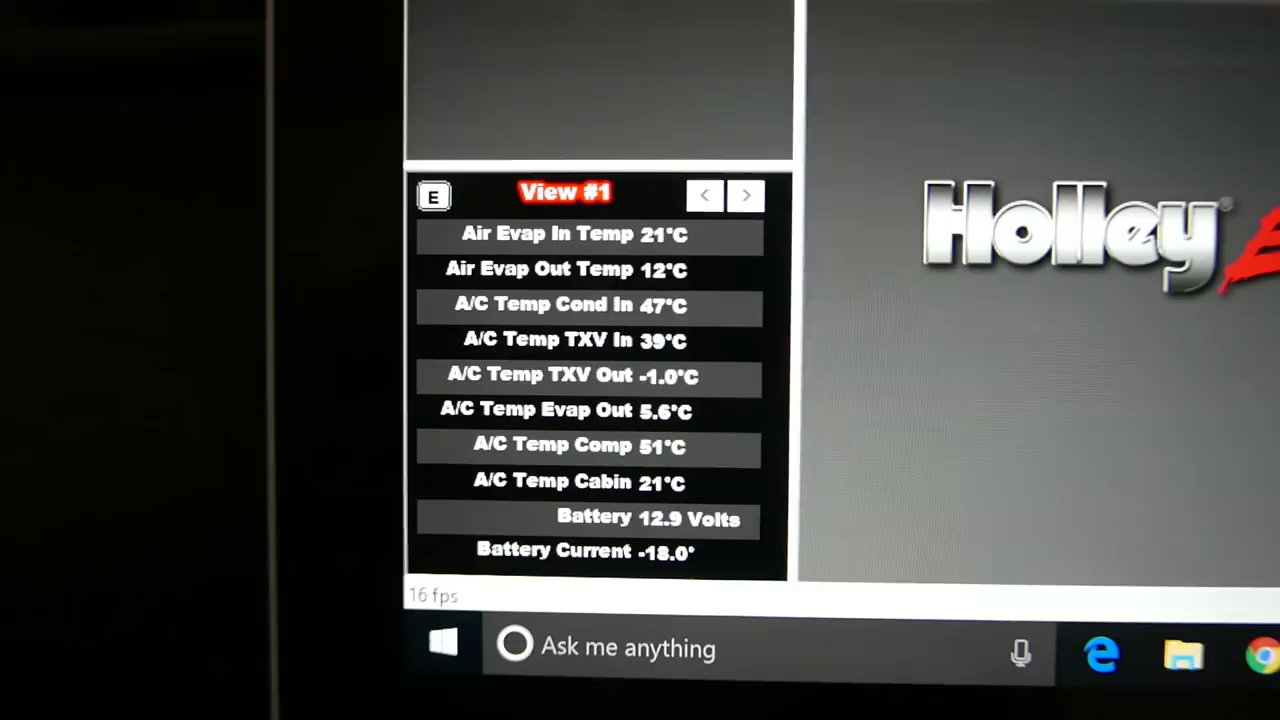 E View #1 < >
Holley®
Air Evap In Temp 21°C
Air Evap Out Temp 12°C
A/C Temp Cond In 47°C
A/C Temp TXV In 39°C
A/C Temp TXV Out -1.0°C
A/C Temp Evap Out 5.6°C
A/C Temp Comp 51°C
A/C Temp Cabin 21°C
Battery 12.9 Volts
Battery Current -18.0°
16 fps
Ask me anything